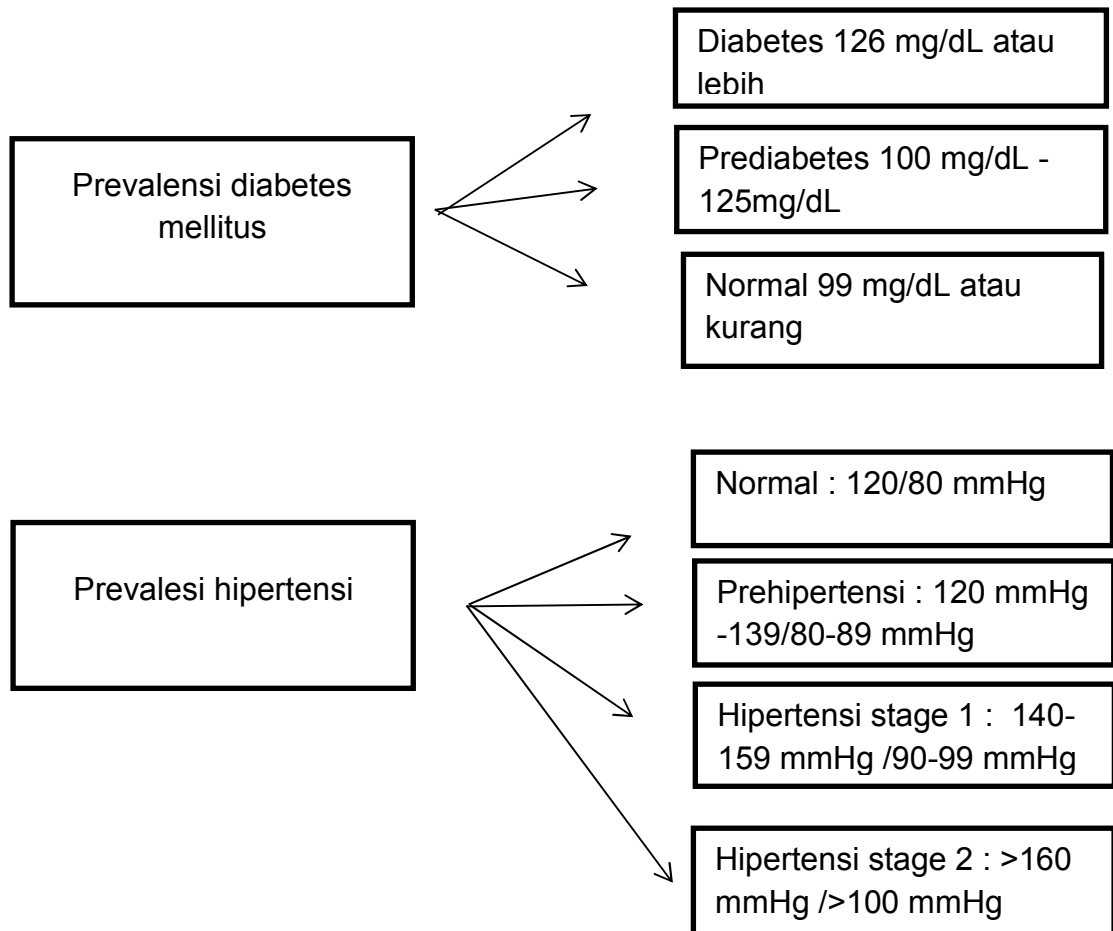 Diabetes 126 mg/dL atau
lebih
Prevalensi diabetes
mellitus
Prediabetes 100 mg/dL -
125mg/dL
Normal 99 mg/dL atau
kurang
Normal : 120/80 mmHg
Prevalesi hipertensi
Prehipertensi : 120 mmHg
-139/80-89 mmHg
Hipertensi stage 1 :  140-
159 mmHg /90-99 mmHg
Hipertensi stage 2 : >160
mmHg />100 mmHg